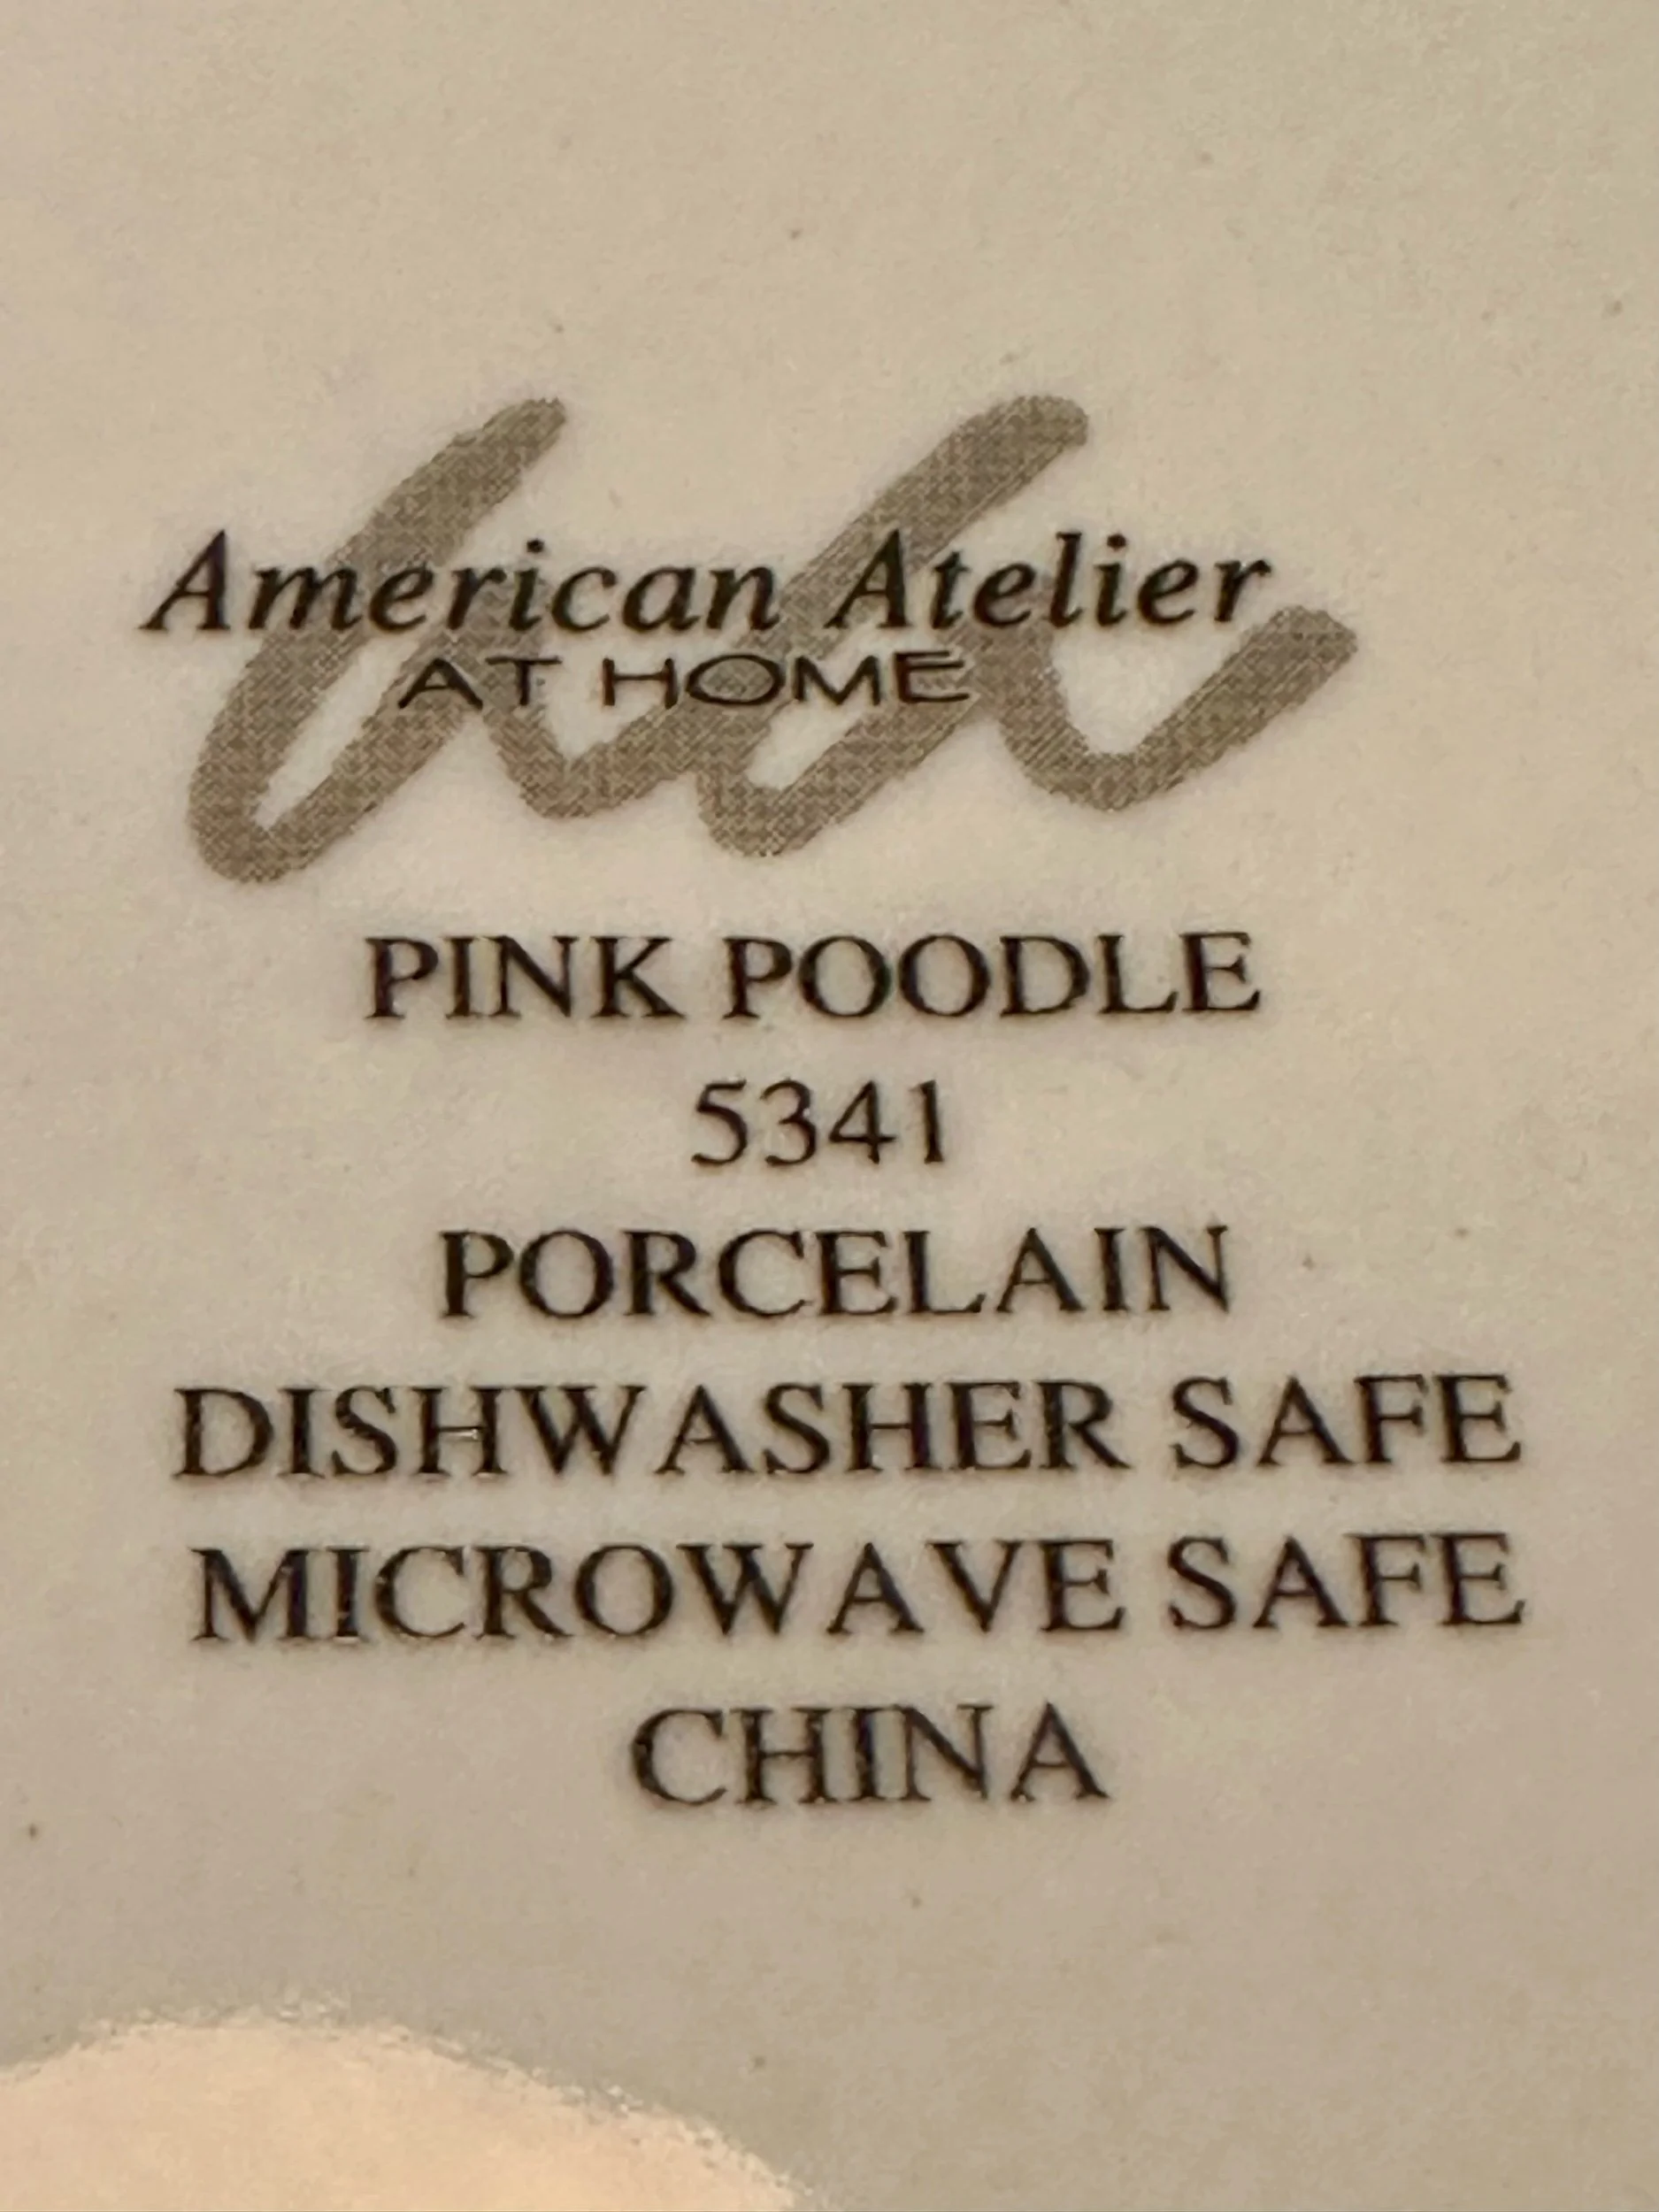 American Atelier
AT HOME
PINK POODLE
5341
PORCELAIN
DISHWASHER SAFE
MICROWAVE SAFE
CHINA